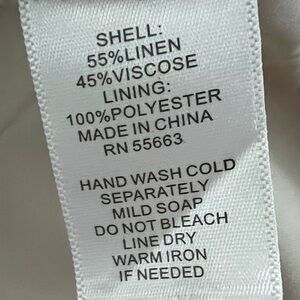 SHELL:
55%LINEN
45%VISCOSE
LINING:
100%POLYESTER
MADE IN CHINA
RN 55663
HAND WASH COLD
SEPARATELY
MILD SOAP
DO NOT BLEACH
LINE DRY
WARM IRON
IF NEEDED